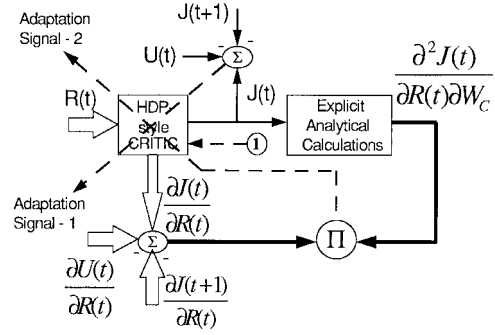 Adaptation
Signal - 2
J(t+1)
U(t)
Σ
J(t)
R(t)
HDP
style
CRITIC
1
Explicit
Analytical
Calculations
∂²J(t)
∂R(t)∂W_C
∂J(t)
∂R(t)
Adaptation
Signal - 1
Σ
Π
∂U(t)
∂R(t)
∂J(t+1)
∂R(t)